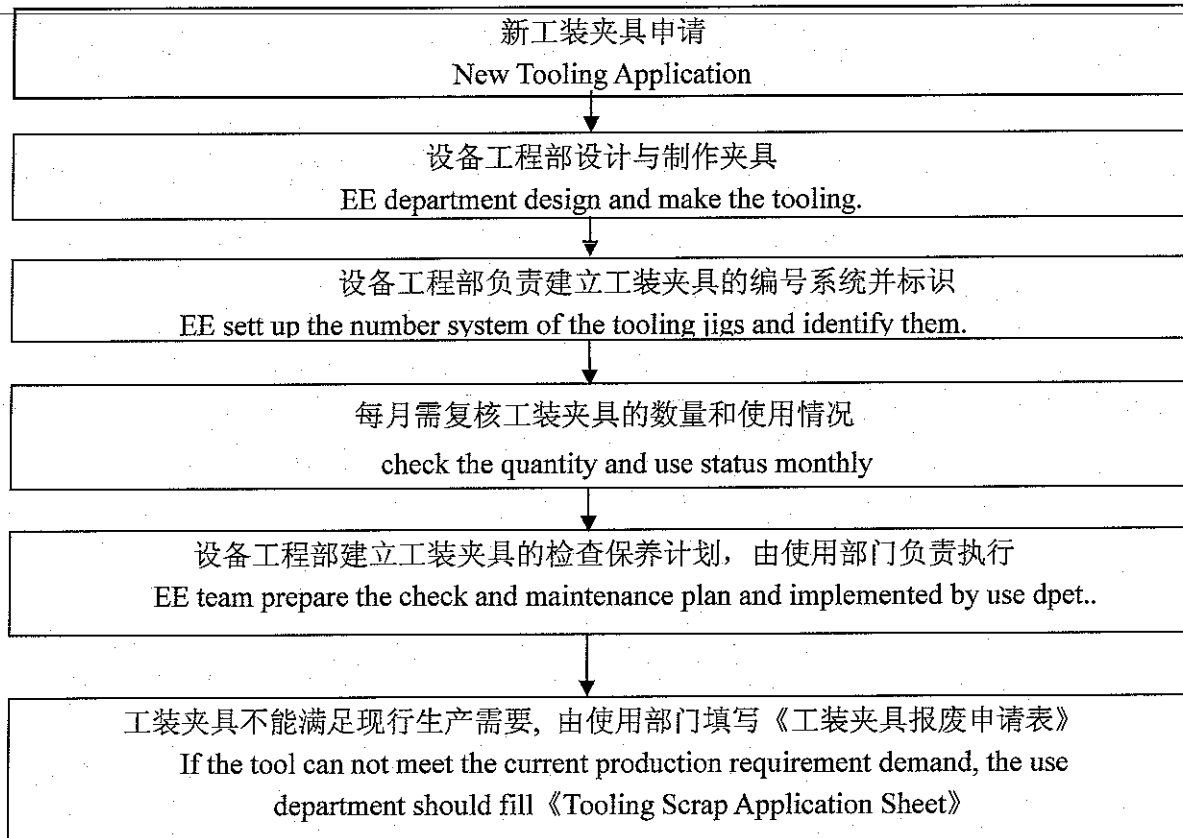 新工装夹具申请
New Tooling Application
设备工程部设计与制作夹具
EE department design and make the tooling.
设备工程部负责建立工装夹具的编号系统并标识
EE sett up the number system of the tooling jigs and identify them.
每月需复核工装夹具的数量和使用情况
check the quantity and use status monthly
设备工程部建立工装夹具的检查保养计划，由使用部门负责执行
EE team prepare the check and maintenance plan and implemented by use dpet..
工装夹具不能满足现行生产需要, 由使用部门填写《工装夹具报废申请表》
If the tool can not meet the current production requirement demand, the use
department should fill《Tooling Scrap Application Sheet》